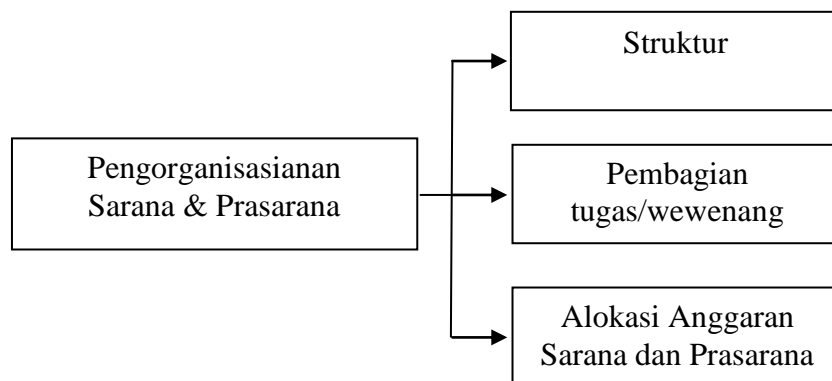 Struktur
Pengorganisasianan
Sarana & Prasarana
Pembagian
tugas/wewenang
Alokasi Anggaran
Sarana dan Prasarana